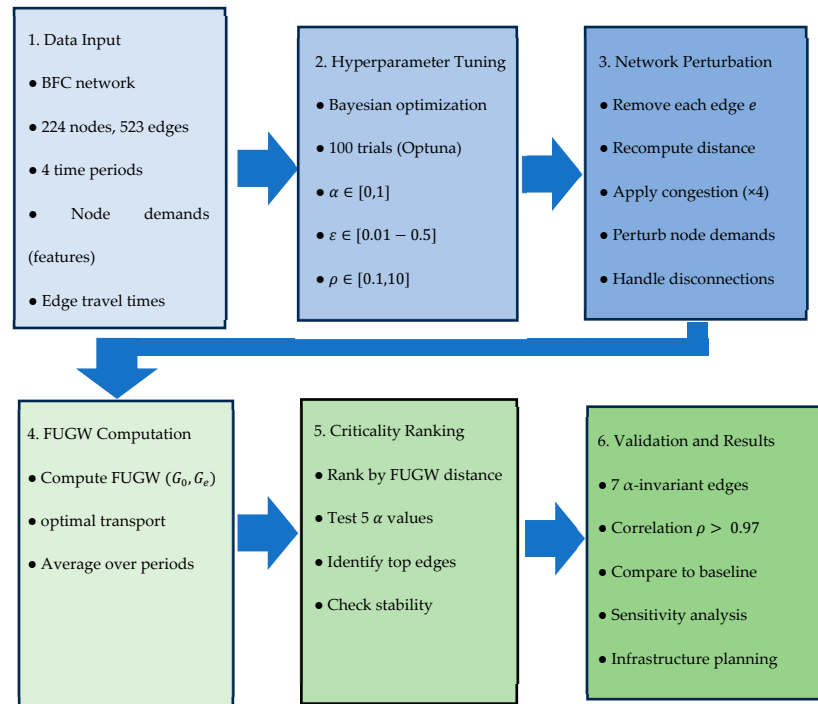 1. Data Input
● BFC network
● 224 nodes, 523 edges
● 4 time periods
● Node demands
(features)
● Edge travel times
2. Hyperparameter Tuning
● Bayesian optimization
● 100 trials (Optuna)
● 𝛼 ∈ [0,1]
● 𝜀 ∈ [0.01 − 0.5]
● 𝜌 ∈ [0.1,10]
3. Network Perturbation
● Remove each edge e
● Recompute distance
● Apply congestion (×4)
● Perturb node demands
● Handle disconnections
4. FUGW Computation
● Compute FUGW (𝐺₀, 𝐺ₑ)
● optimal transport
● Average over periods
5. Criticality Ranking
● Rank by FUGW distance
● Test 5 𝛼 values
● Identify top edges
● Check stability
6. Validation and Results
● 7 𝛼-invariant edges
● Correlation 𝜌 > 0.97
● Compare to baseline
● Sensitivity analysis
● Infrastructure planning